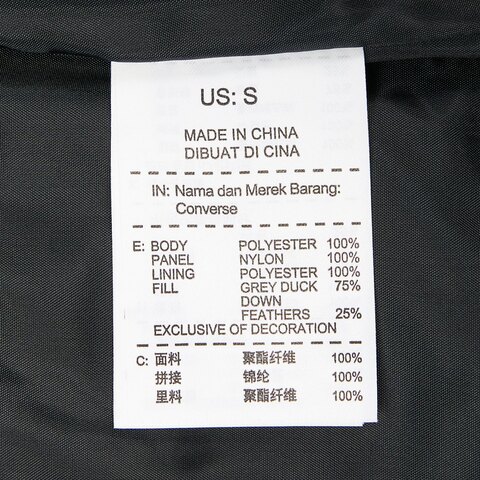 US: S
MADE IN CHINA
DIBUAT DI CINA
IN: Nama dan Merek Barang:
Converse
E: BODY POLYESTER 100%
PANEL NYLON 100%
LINING POLYESTER 100%
FILL GREY DUCK 75%
DOWN
FEATHERS 25%
EXCLUSIVE OF DECORATION
C: 面料 聚酯纤维 100%
拼接 锦纶 100%
里料 聚酯纤维 100%